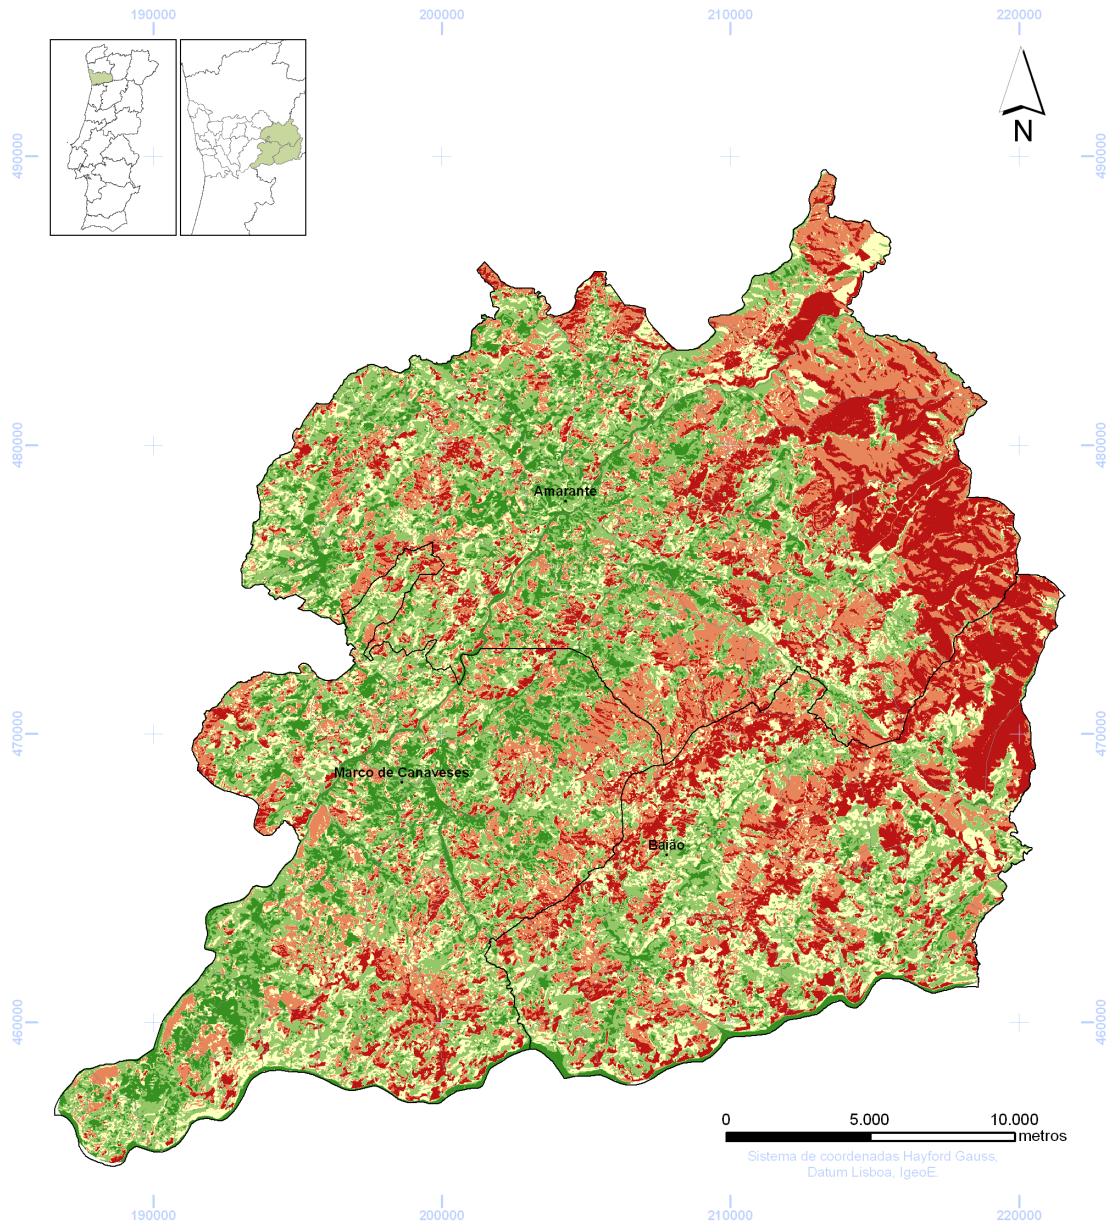 190000
200000
210000
220000
N
490000
490000
480000
480000
Amarante
470000
470000
Marco de Canaveses
Baião
460000
460000
0
5.000
10.000
metros
Sistema de coordenadas Hayford Gauss,
Datum Lisboa, IgeoE.
190000
200000
210000
220000